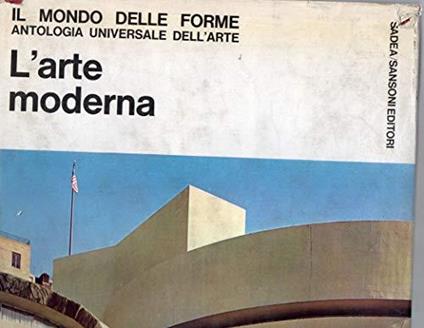 IL MONDO DELLE FORME
ANTOLOGIA UNIVERSALE DELL'ARTE
L'arte
moderna
SADEA/SANSONI EDITORI